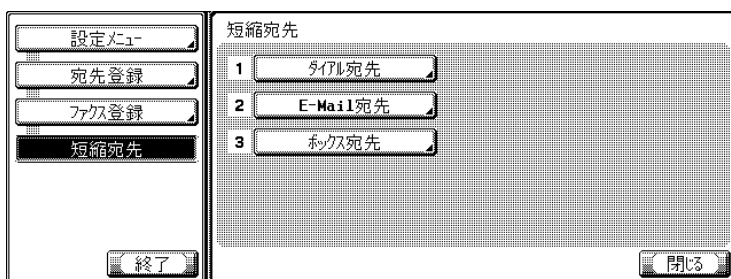 設定ﾒﾆｭｰ
宛先登録
ﾌｧｸｽ登録
短縮宛先
終了
短縮宛先
1 ﾀﾞｲｱﾙ宛先
2 E-Mail宛先
3 ﾎﾞｯｸｽ宛先
閉じる